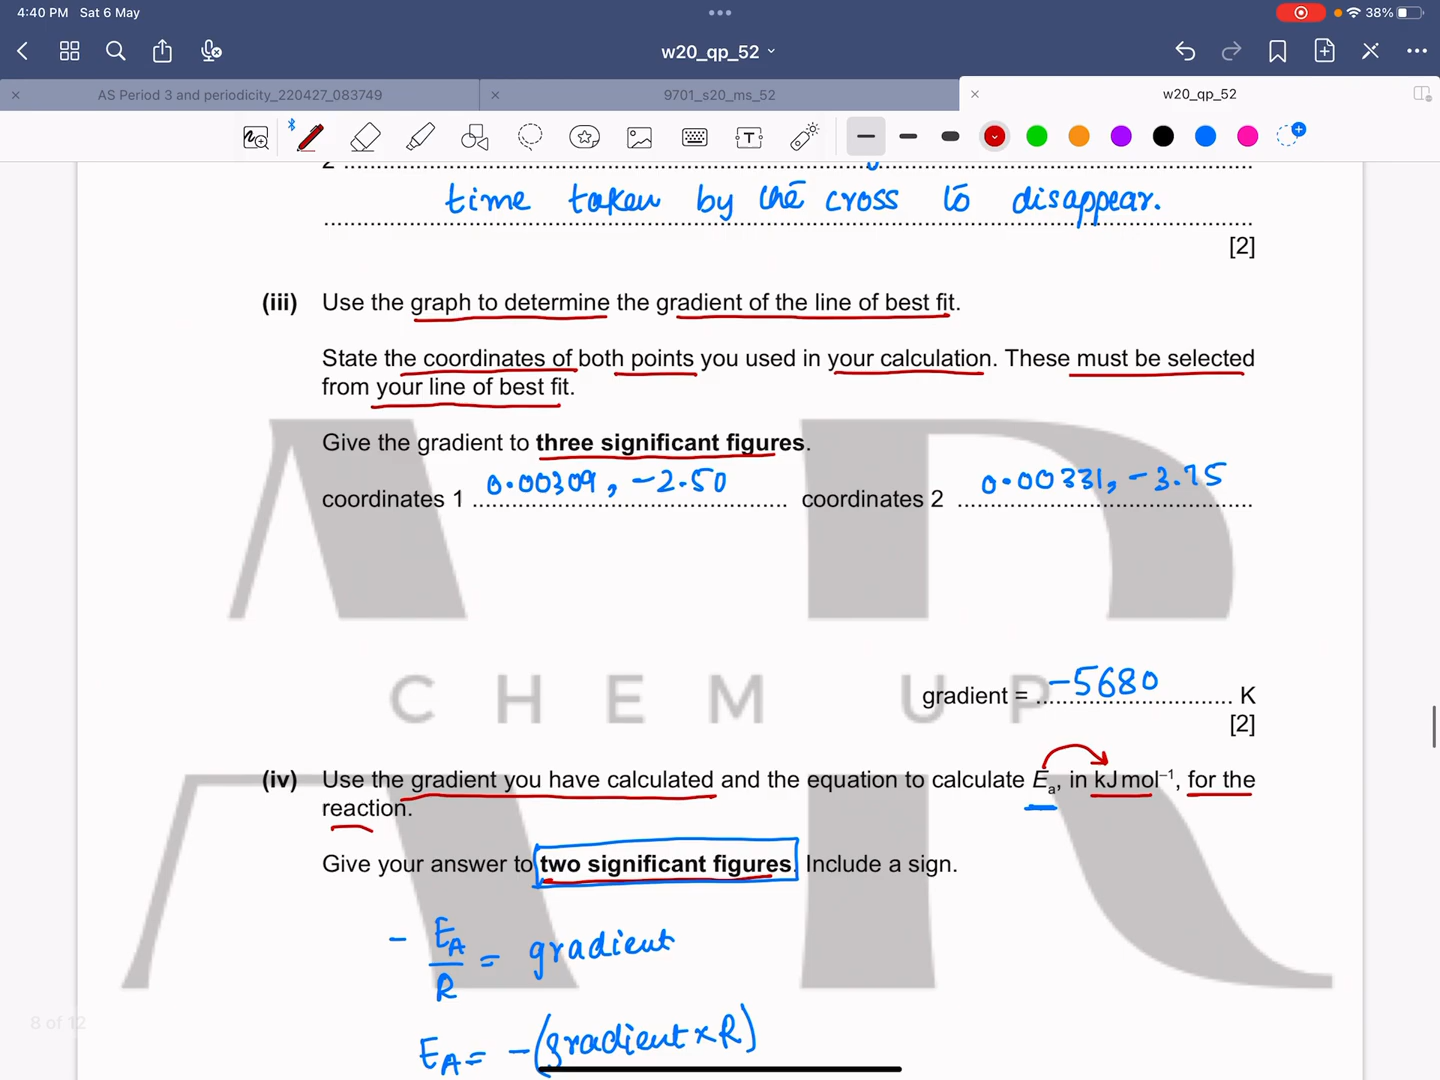 4:40 PM Sat 6 May
38%
w20_qp_52
AS Period 3 and periodicity_220427_083749
9701_s20_ms_52
w20_qp_52
2
time taken by the cross to disappear.
[2]
(iii) Use the graph to determine the gradient of the line of best fit.
State the coordinates of both points you used in your calculation. These must be selected
from your line of best fit.
Give the gradient to three significant figures.
coordinates 1 0.00309, -2.50 coordinates 2 0.00331, -3.75
CHEM UP
gradient = -5680 K
[2]
(iv) Use the gradient you have calculated and the equation to calculate Eₐ, in kJ mol⁻¹, for the
reaction.
Give your answer to two significant figures. Include a sign.
- E_A/R = gradient
E_A = -(gradient × R)
8 of 12